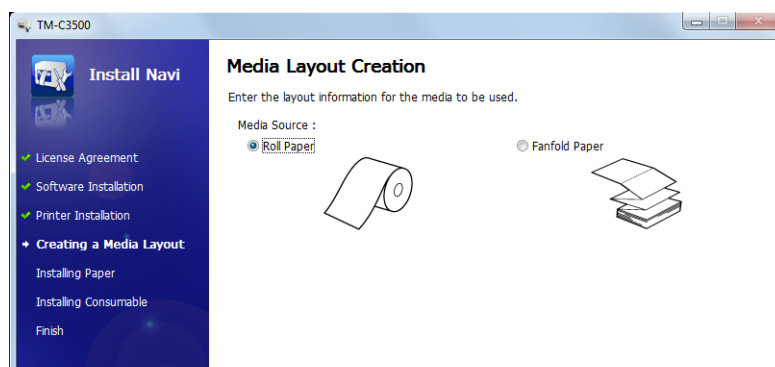 TM-C3500
Install Navi
License Agreement
Software Installation
Printer Installation
Creating a Media Layout
Installing Paper
Installing Consumable
Finish
Media Layout Creation
Enter the layout information for the media to be used.
Media Source :
Roll Paper
Fanfold Paper